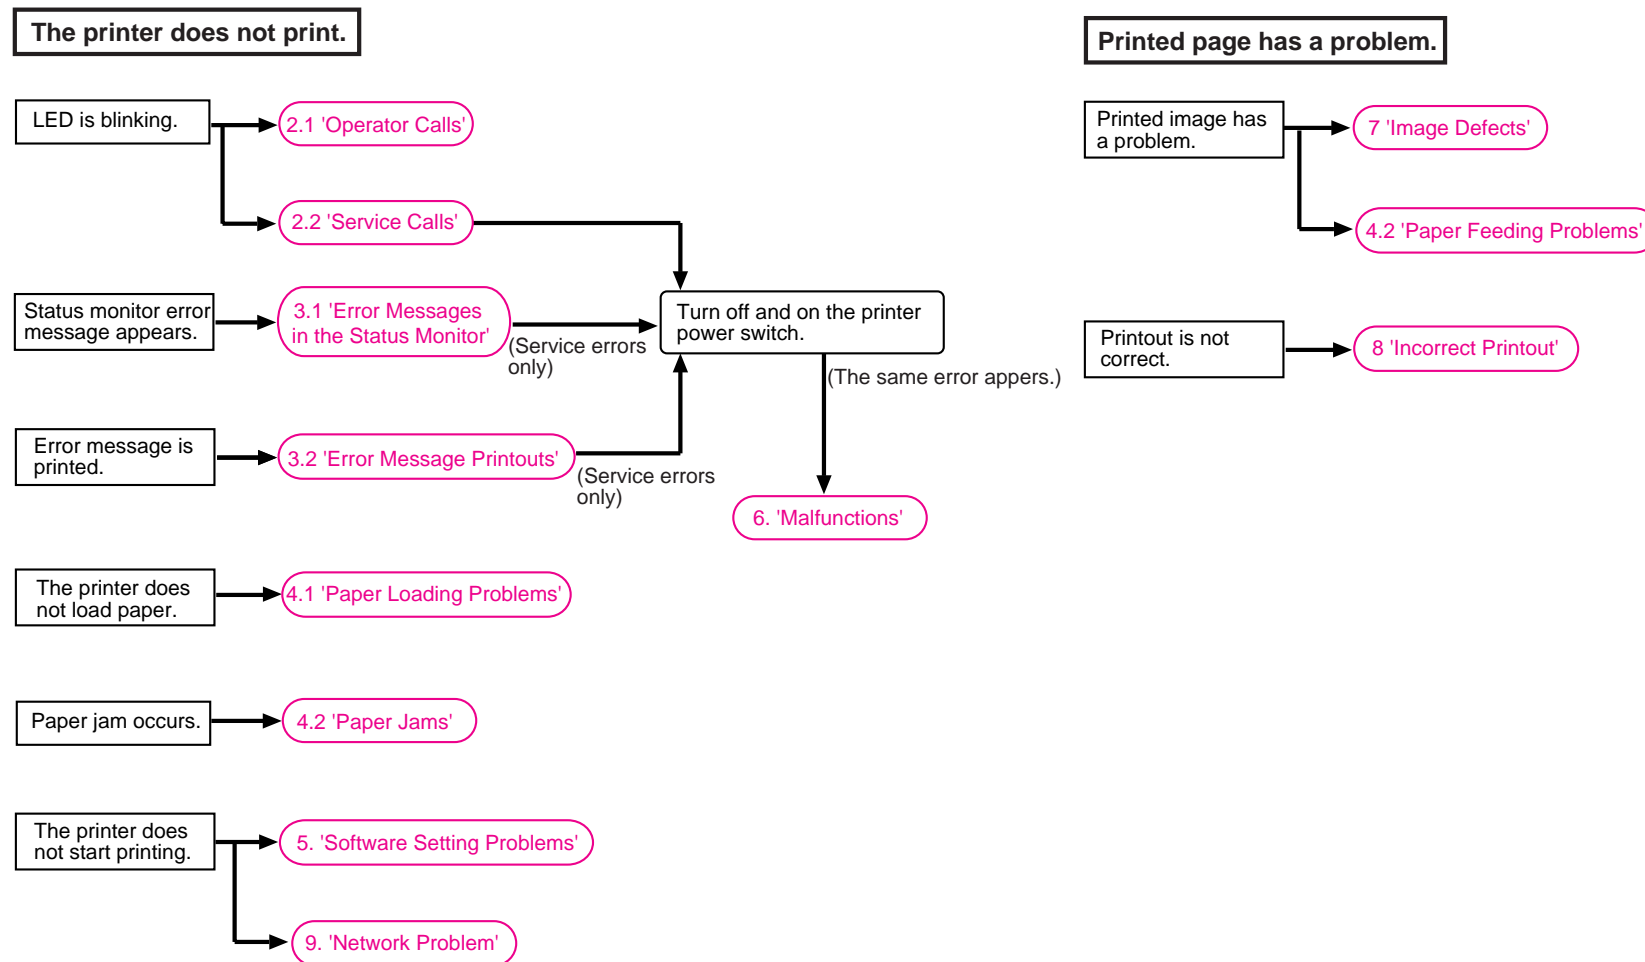 The printer does not print.
LED is blinking.
2.1 'Operator Calls'
2.2 'Service Calls'
Status monitor error
message appears.
3.1 'Error Messages
in the Status Monitor'
(Service errors
only)
Turn off and on the printer
power switch.
(The same error appers.)
Error message is
printed.
3.2 'Error Message Printouts'
(Service errors
only)
6. 'Malfunctions'
The printer does
not load paper.
4.1 'Paper Loading Problems'
Paper jam occurs.
4.2 'Paper Jams'
The printer does
not start printing.
5. 'Software Setting Problems'
9. 'Network Problem'
Printed page has a problem.
Printed image has
a problem.
7 'Image Defects'
4.2 'Paper Feeding Problems'
Printout is not
correct.
8 'Incorrect Printout'